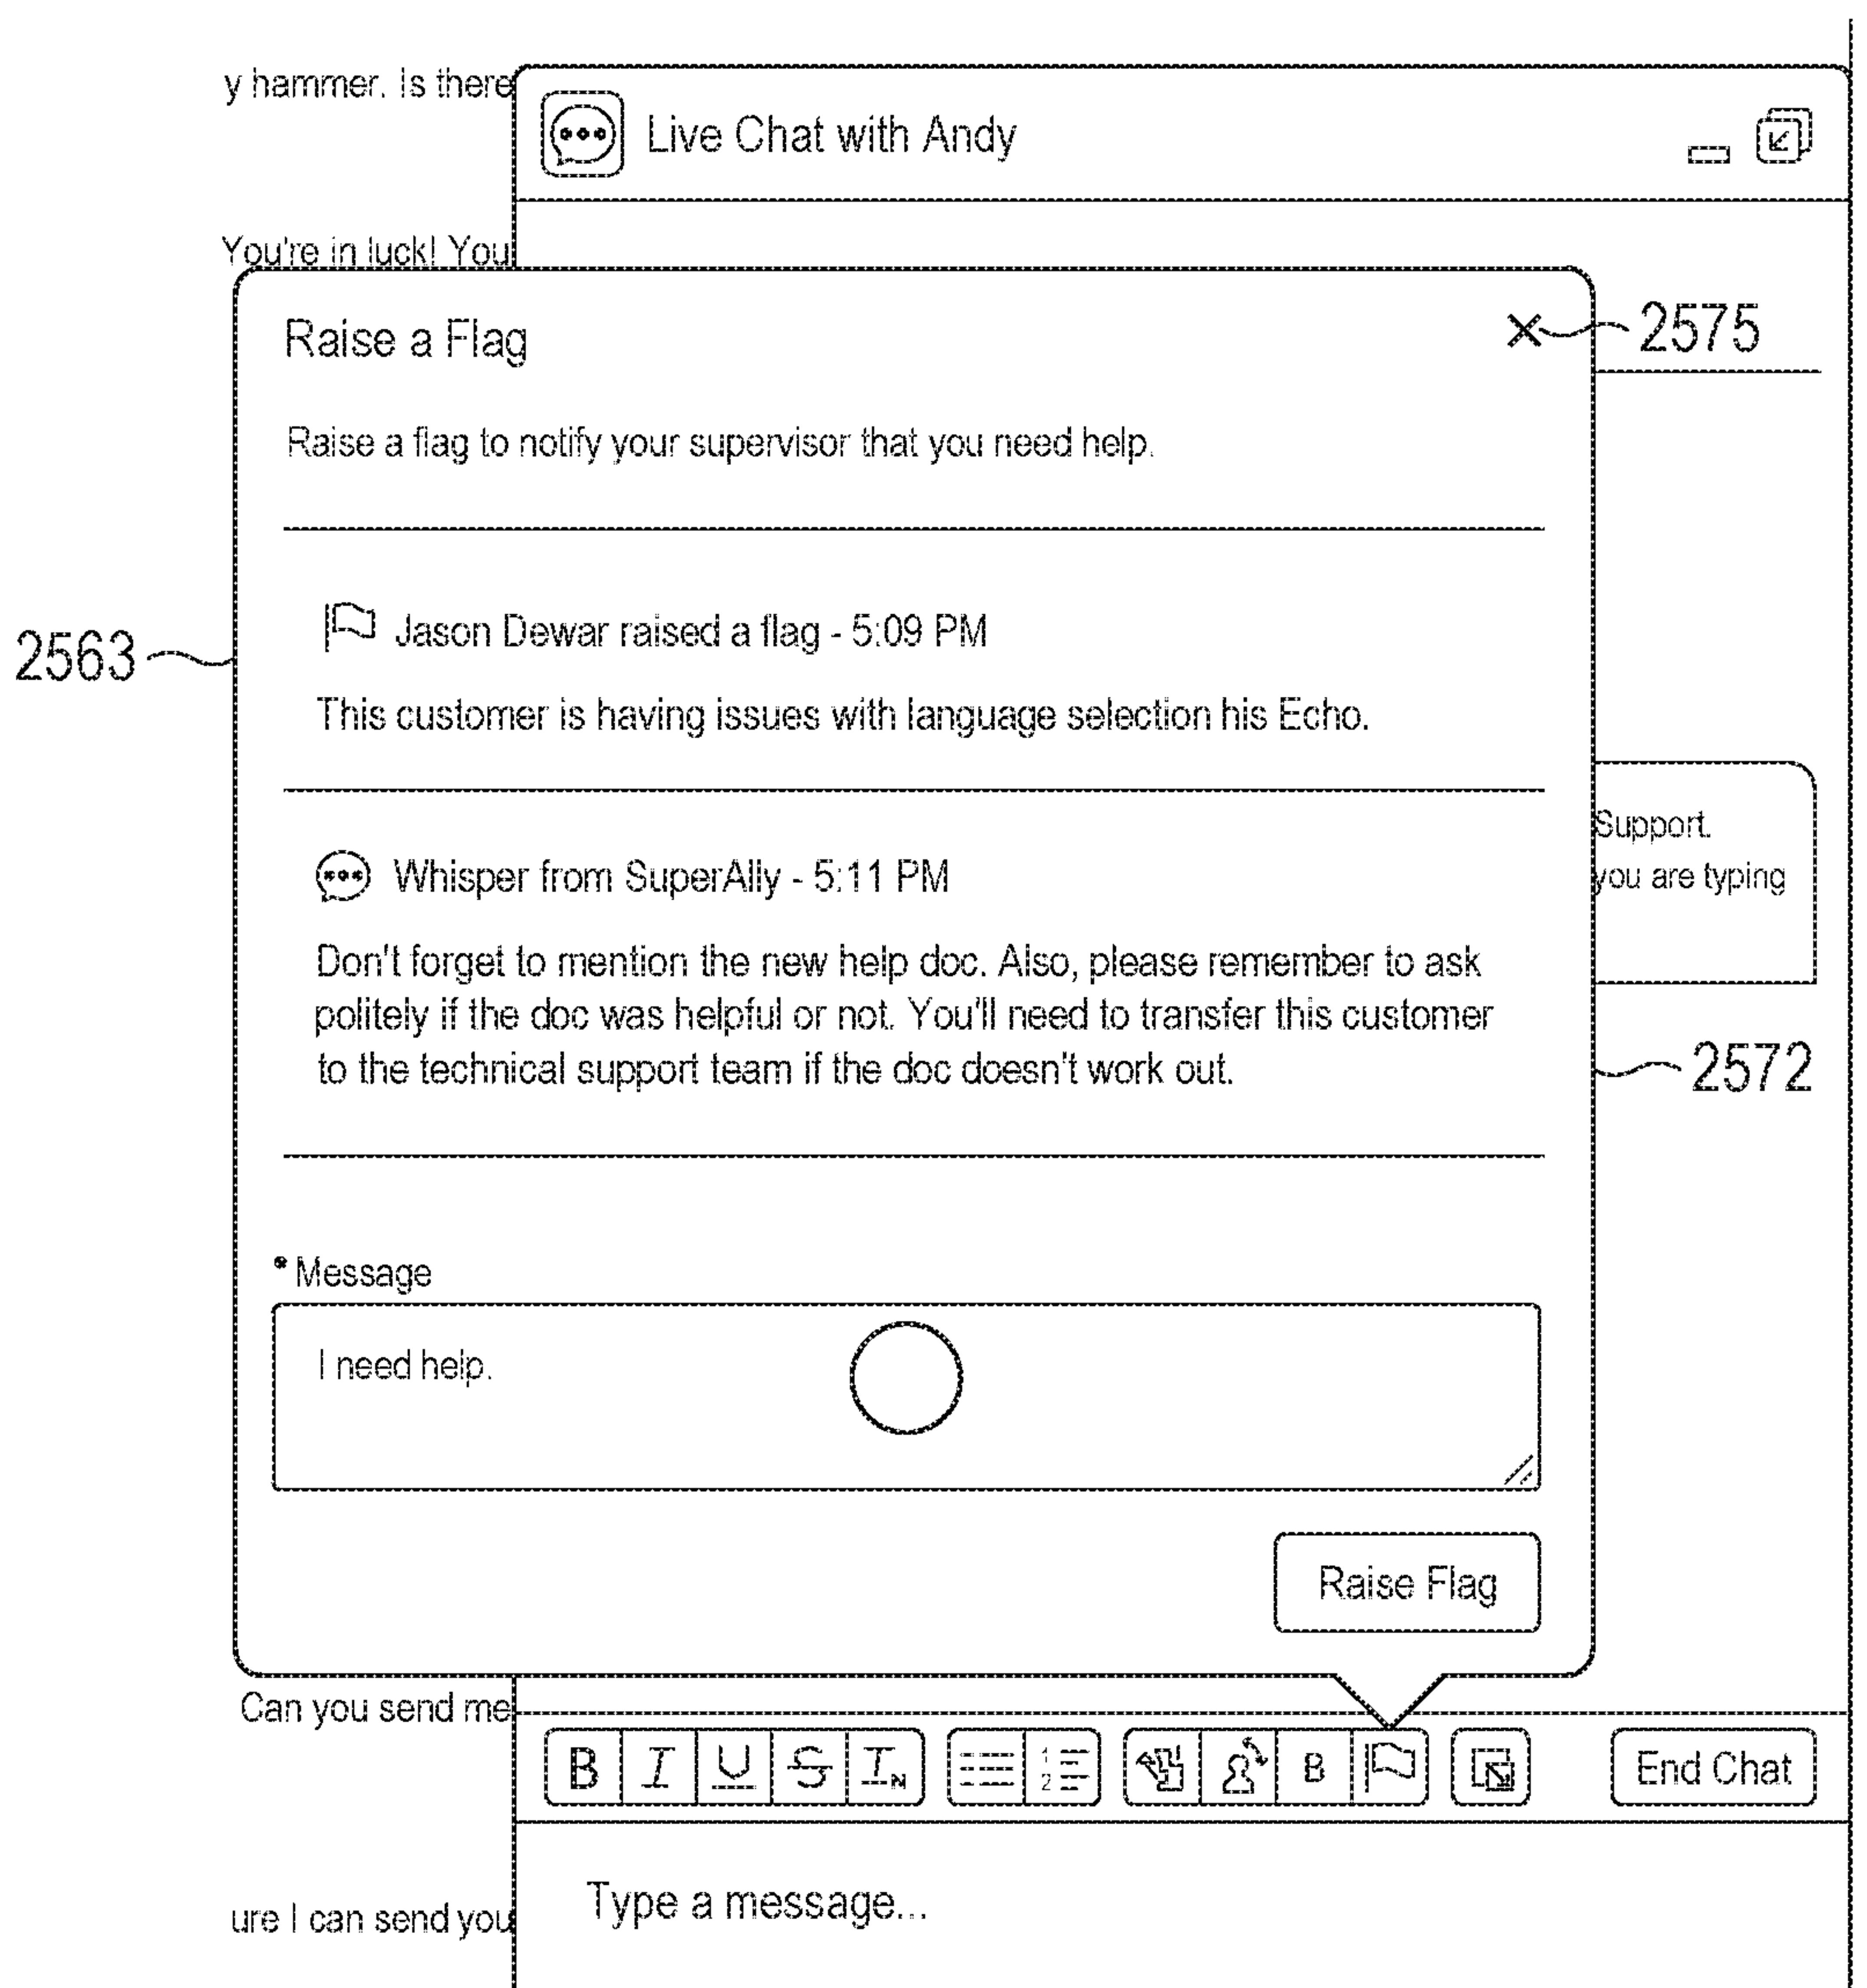 y hammer. Is there
Live Chat with Andy
You're in luck! You
Raise a Flag
2575
Raise a flag to notify your supervisor that you need help.
2563
Jason Dewar raised a flag - 5:09 PM
This customer is having issues with language selection his Echo.
Support.
Whisper from SuperAlly - 5:11 PM
you are typing
Don't forget to mention the new help doc. Also, please remember to ask
politely if the doc was helpful or not. You'll need to transfer this customer
to the technical support team if the doc doesn't work out.
2572
* Message
I need help.
Raise Flag
Can you send me
B I U S T 1 2 B End Chat
Type a message...
ure I can send you